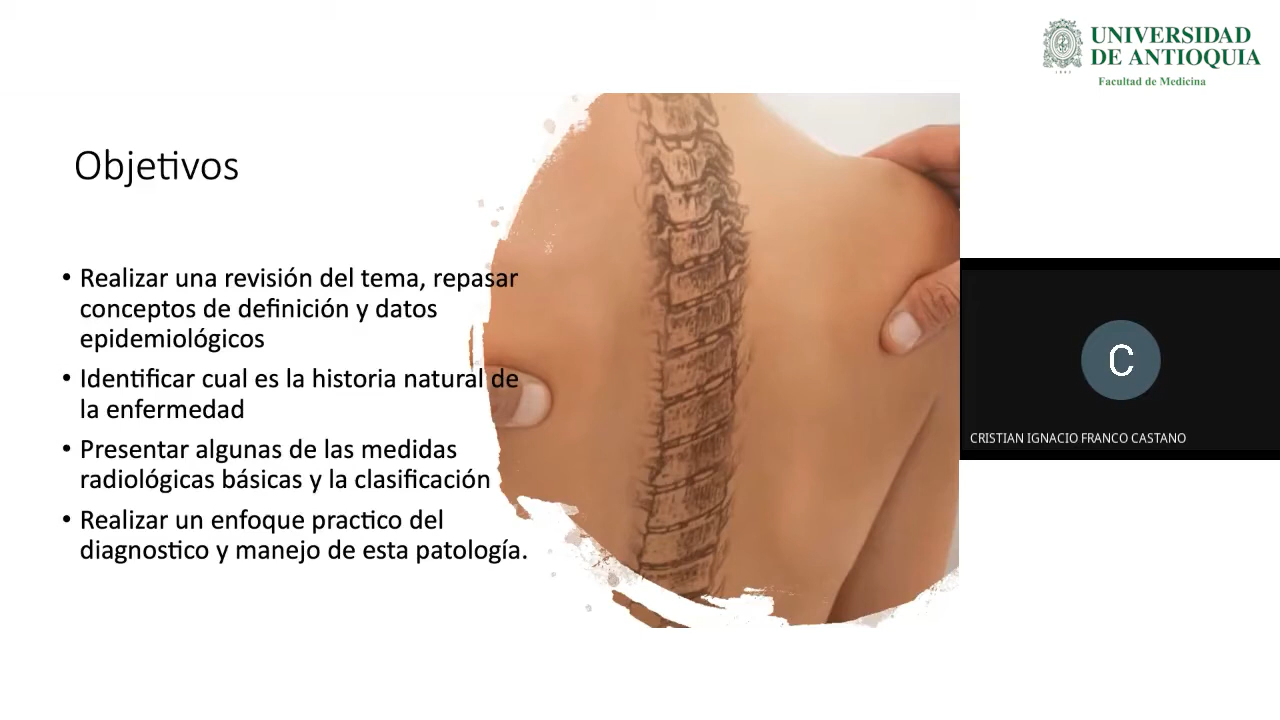 UNIVERSIDAD
DE ANTIOQUIA
1803
Facultad de Medicina
Objetivos
• Realizar una revisión del tema, repasar
conceptos de definición y datos
epidemiológicos
• Identificar cual es la historia natural de
la enfermedad
• Presentar algunas de las medidas
radiológicas básicas y la clasificación
• Realizar un enfoque practico del
diagnostico y manejo de esta patología.
C
CRISTIAN IGNACIO FRANCO CASTANO